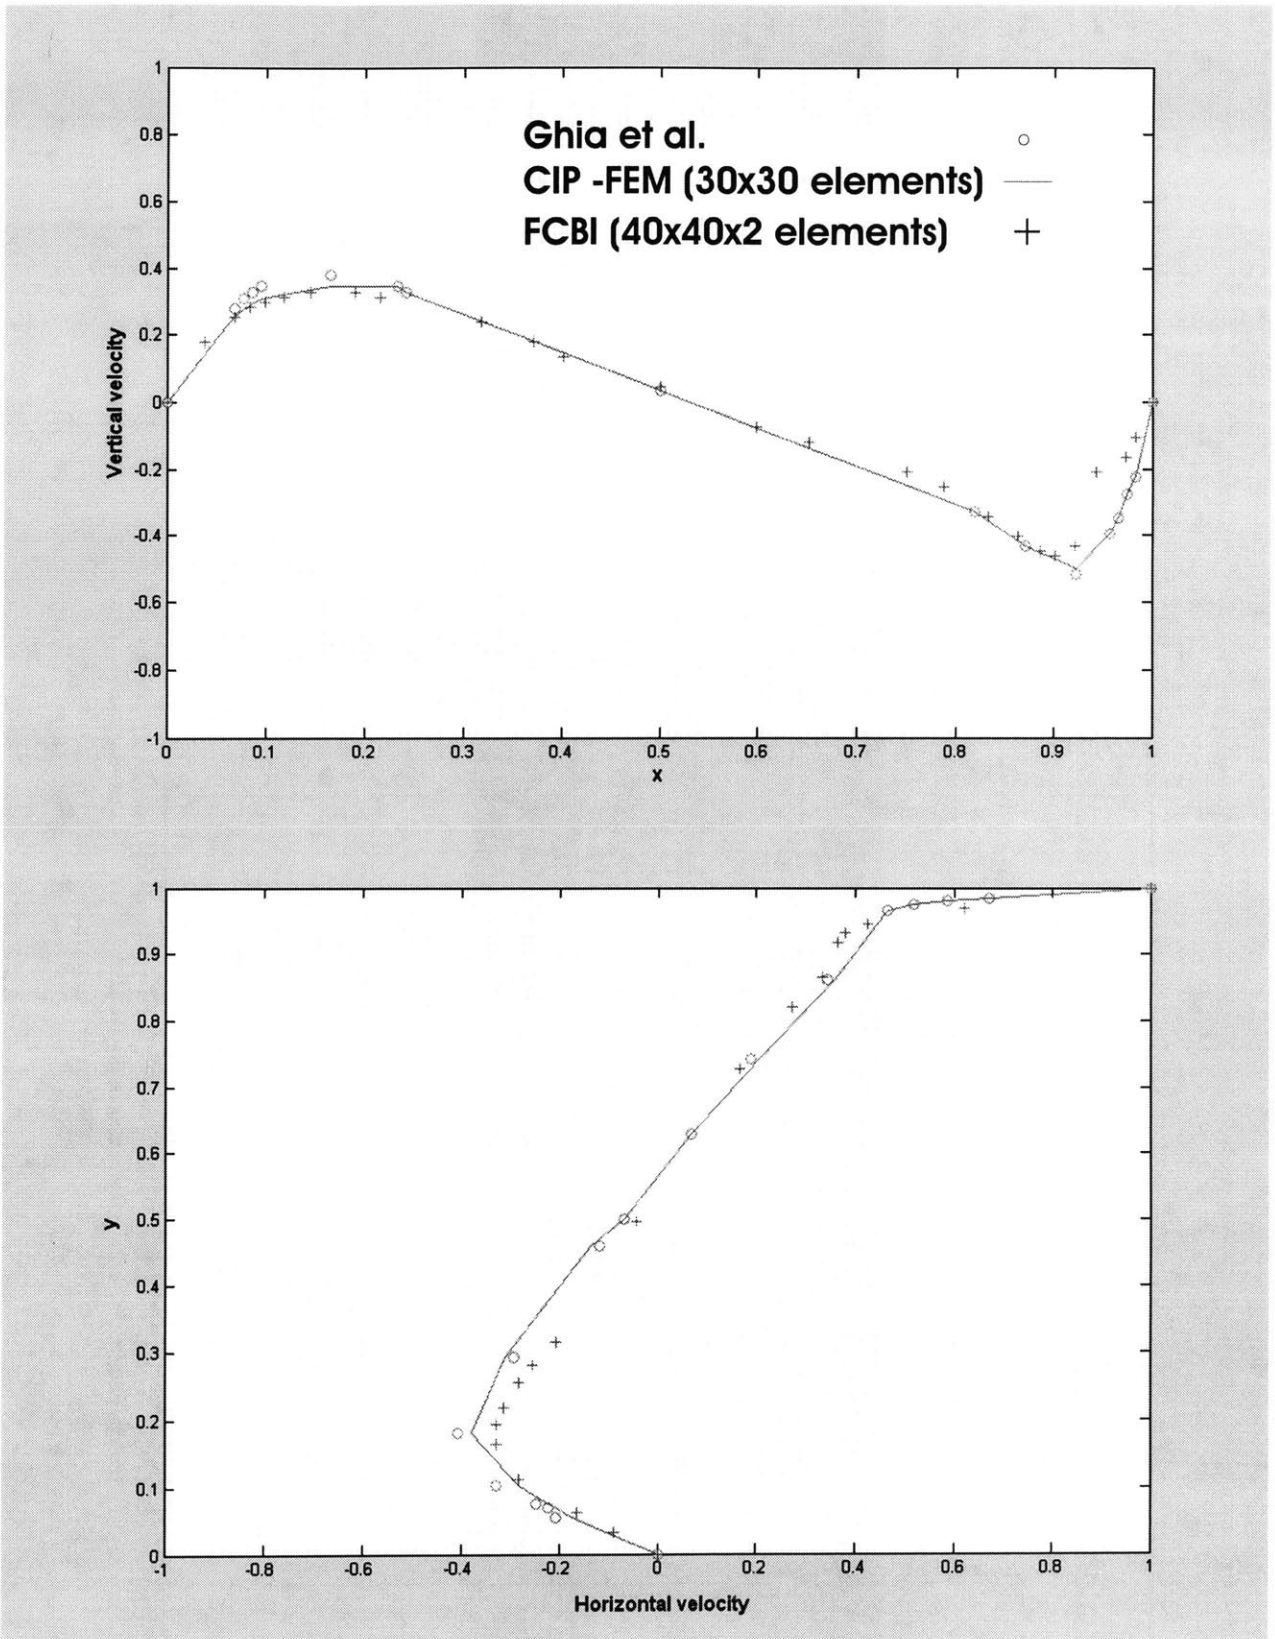 1
0.8
0.6
0.4
0.2
0
-0.2
-0.4
-0.6
-0.8
-1
Vertical velocity
Ghia et al.
CIP -FEM (30x30 elements)
FCBI (40x40x2 elements)
0 0.1 0.2 0.3 0.4 0.5 0.6 0.7 0.8 0.9 1
x
1
0.9
0.8
0.7
0.6
0.5
0.4
0.3
0.2
0.1
0
y
-1 -0.8 -0.6 -0.4 -0.2 0 0.2 0.4 0.6 0.8 1
Horizontal velocity